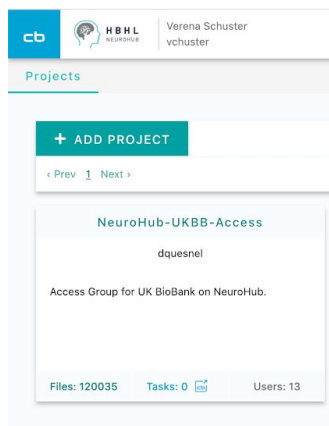 cb
HBHL
NEUROHUB
Verena Schuster
vchuster
Projects
+ ADD PROJECT
‹ Prev 1 Next ›
NeuroHub-UKBB-Access
dquesnel
Access Group for UK BioBank on NeuroHub.
Files: 120035 Tasks: 0 Users: 13